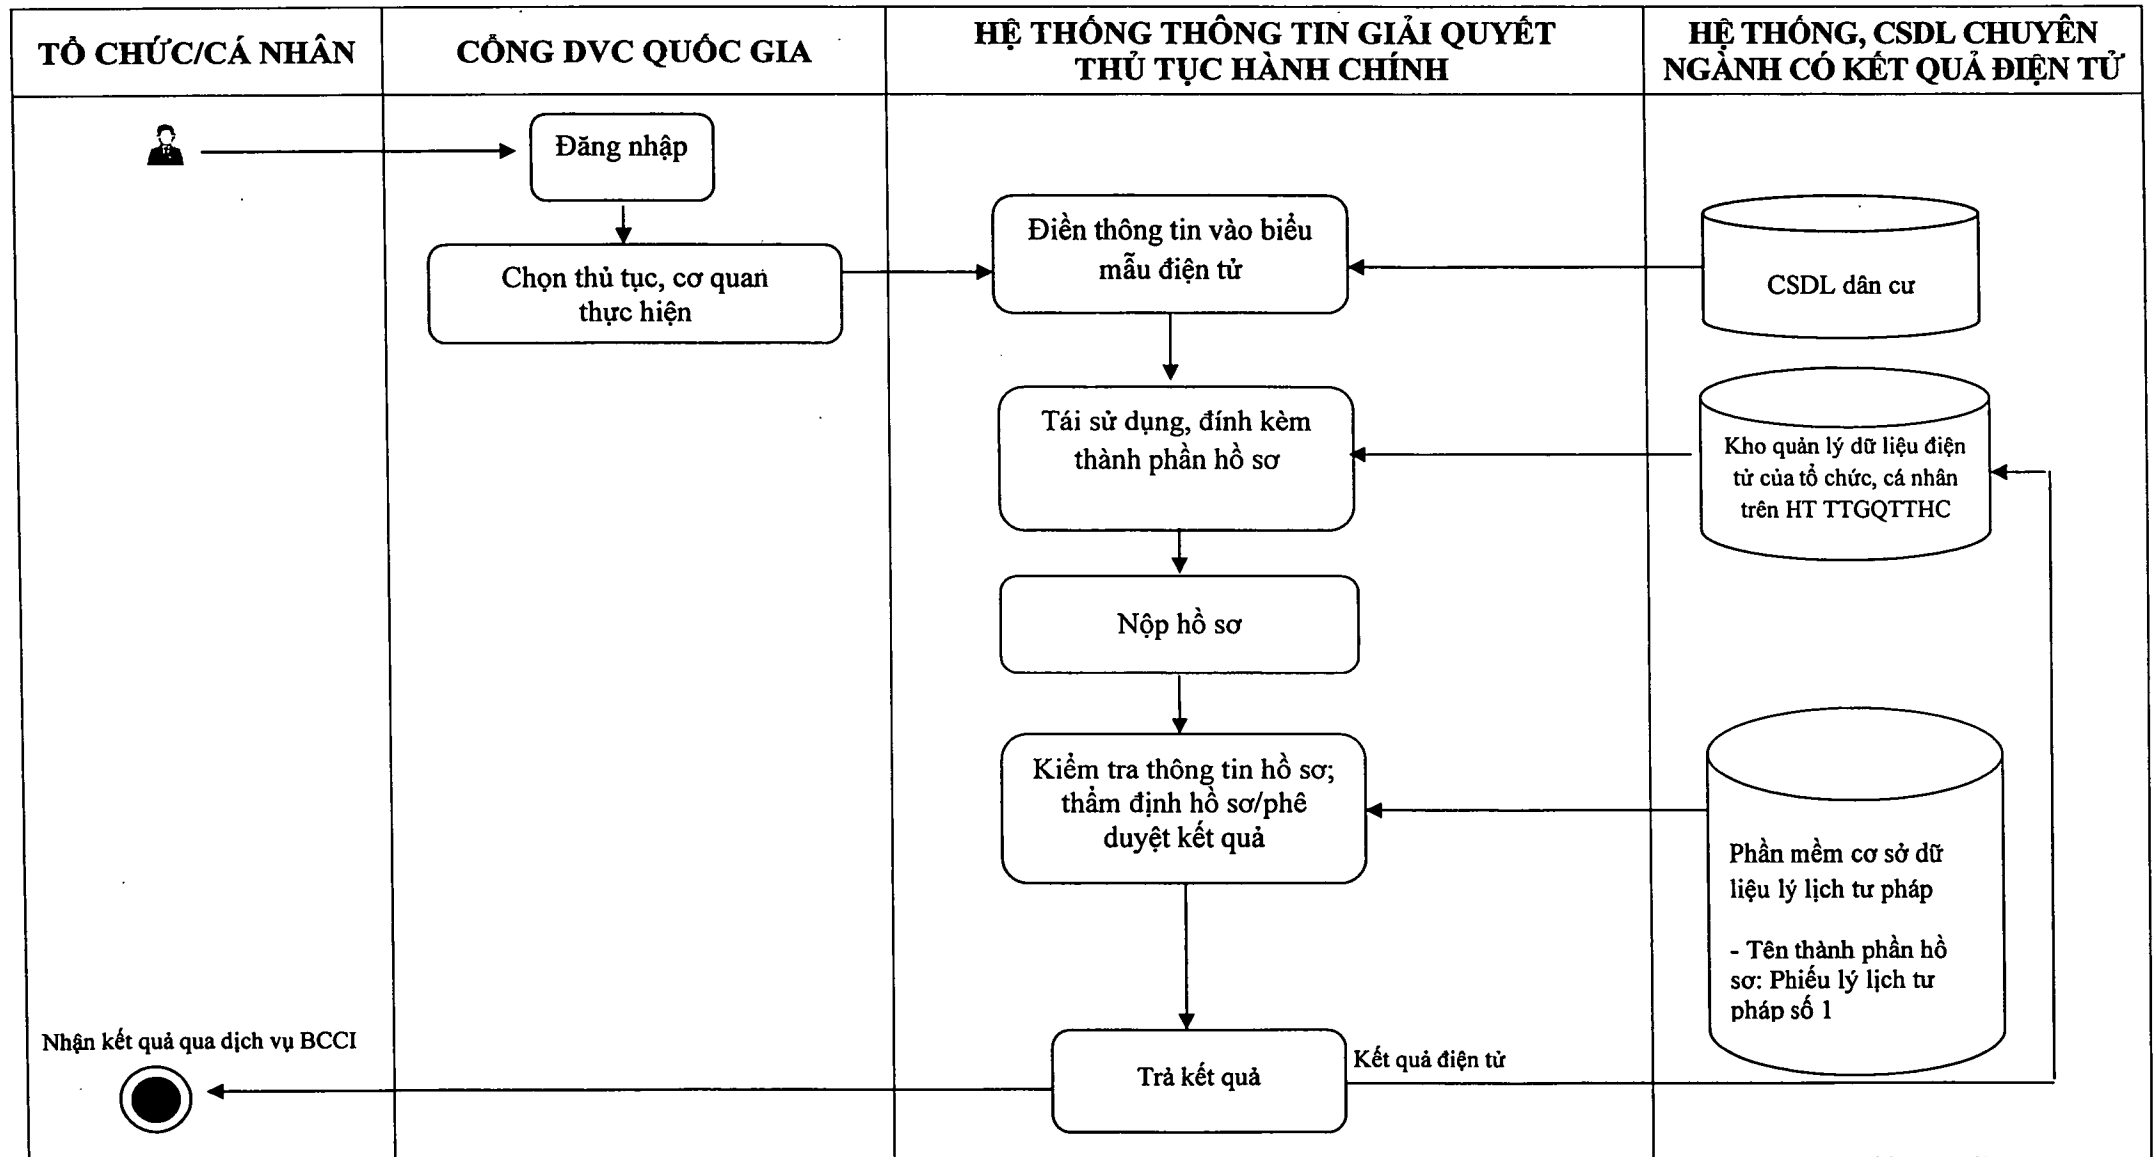 TỔ CHỨC/CÁ NHÂN
CỔNG DVC QUỐC GIA
HỆ THỐNG THÔNG TIN GIẢI QUYẾT
THỦ TỤC HÀNH CHÍNH
HỆ THỐNG, CSDL CHUYÊN
NGÀNH CÓ KẾT QUẢ ĐIỆN TỬ
Đăng nhập
Chọn thủ tục, cơ quan
thực hiện
Điền thông tin vào biểu
mẫu điện tử
CSDL dân cư
Tái sử dụng, đính kèm
thành phần hồ sơ
Kho quản lý dữ liệu điện
tử của tổ chức, cá nhân
trên HT TTGQTTHC
Nộp hồ sơ
Kiểm tra thông tin hồ sơ;
thẩm định hồ sơ/phê
duyệt kết quả
Phần mềm cơ sở dữ
liệu lý lịch tư pháp
- Tên thành phần hồ
sơ: Phiếu lý lịch tư
pháp số 1
Nhận kết quả qua dịch vụ BCCI
Trả kết quả
Kết quả điện tử